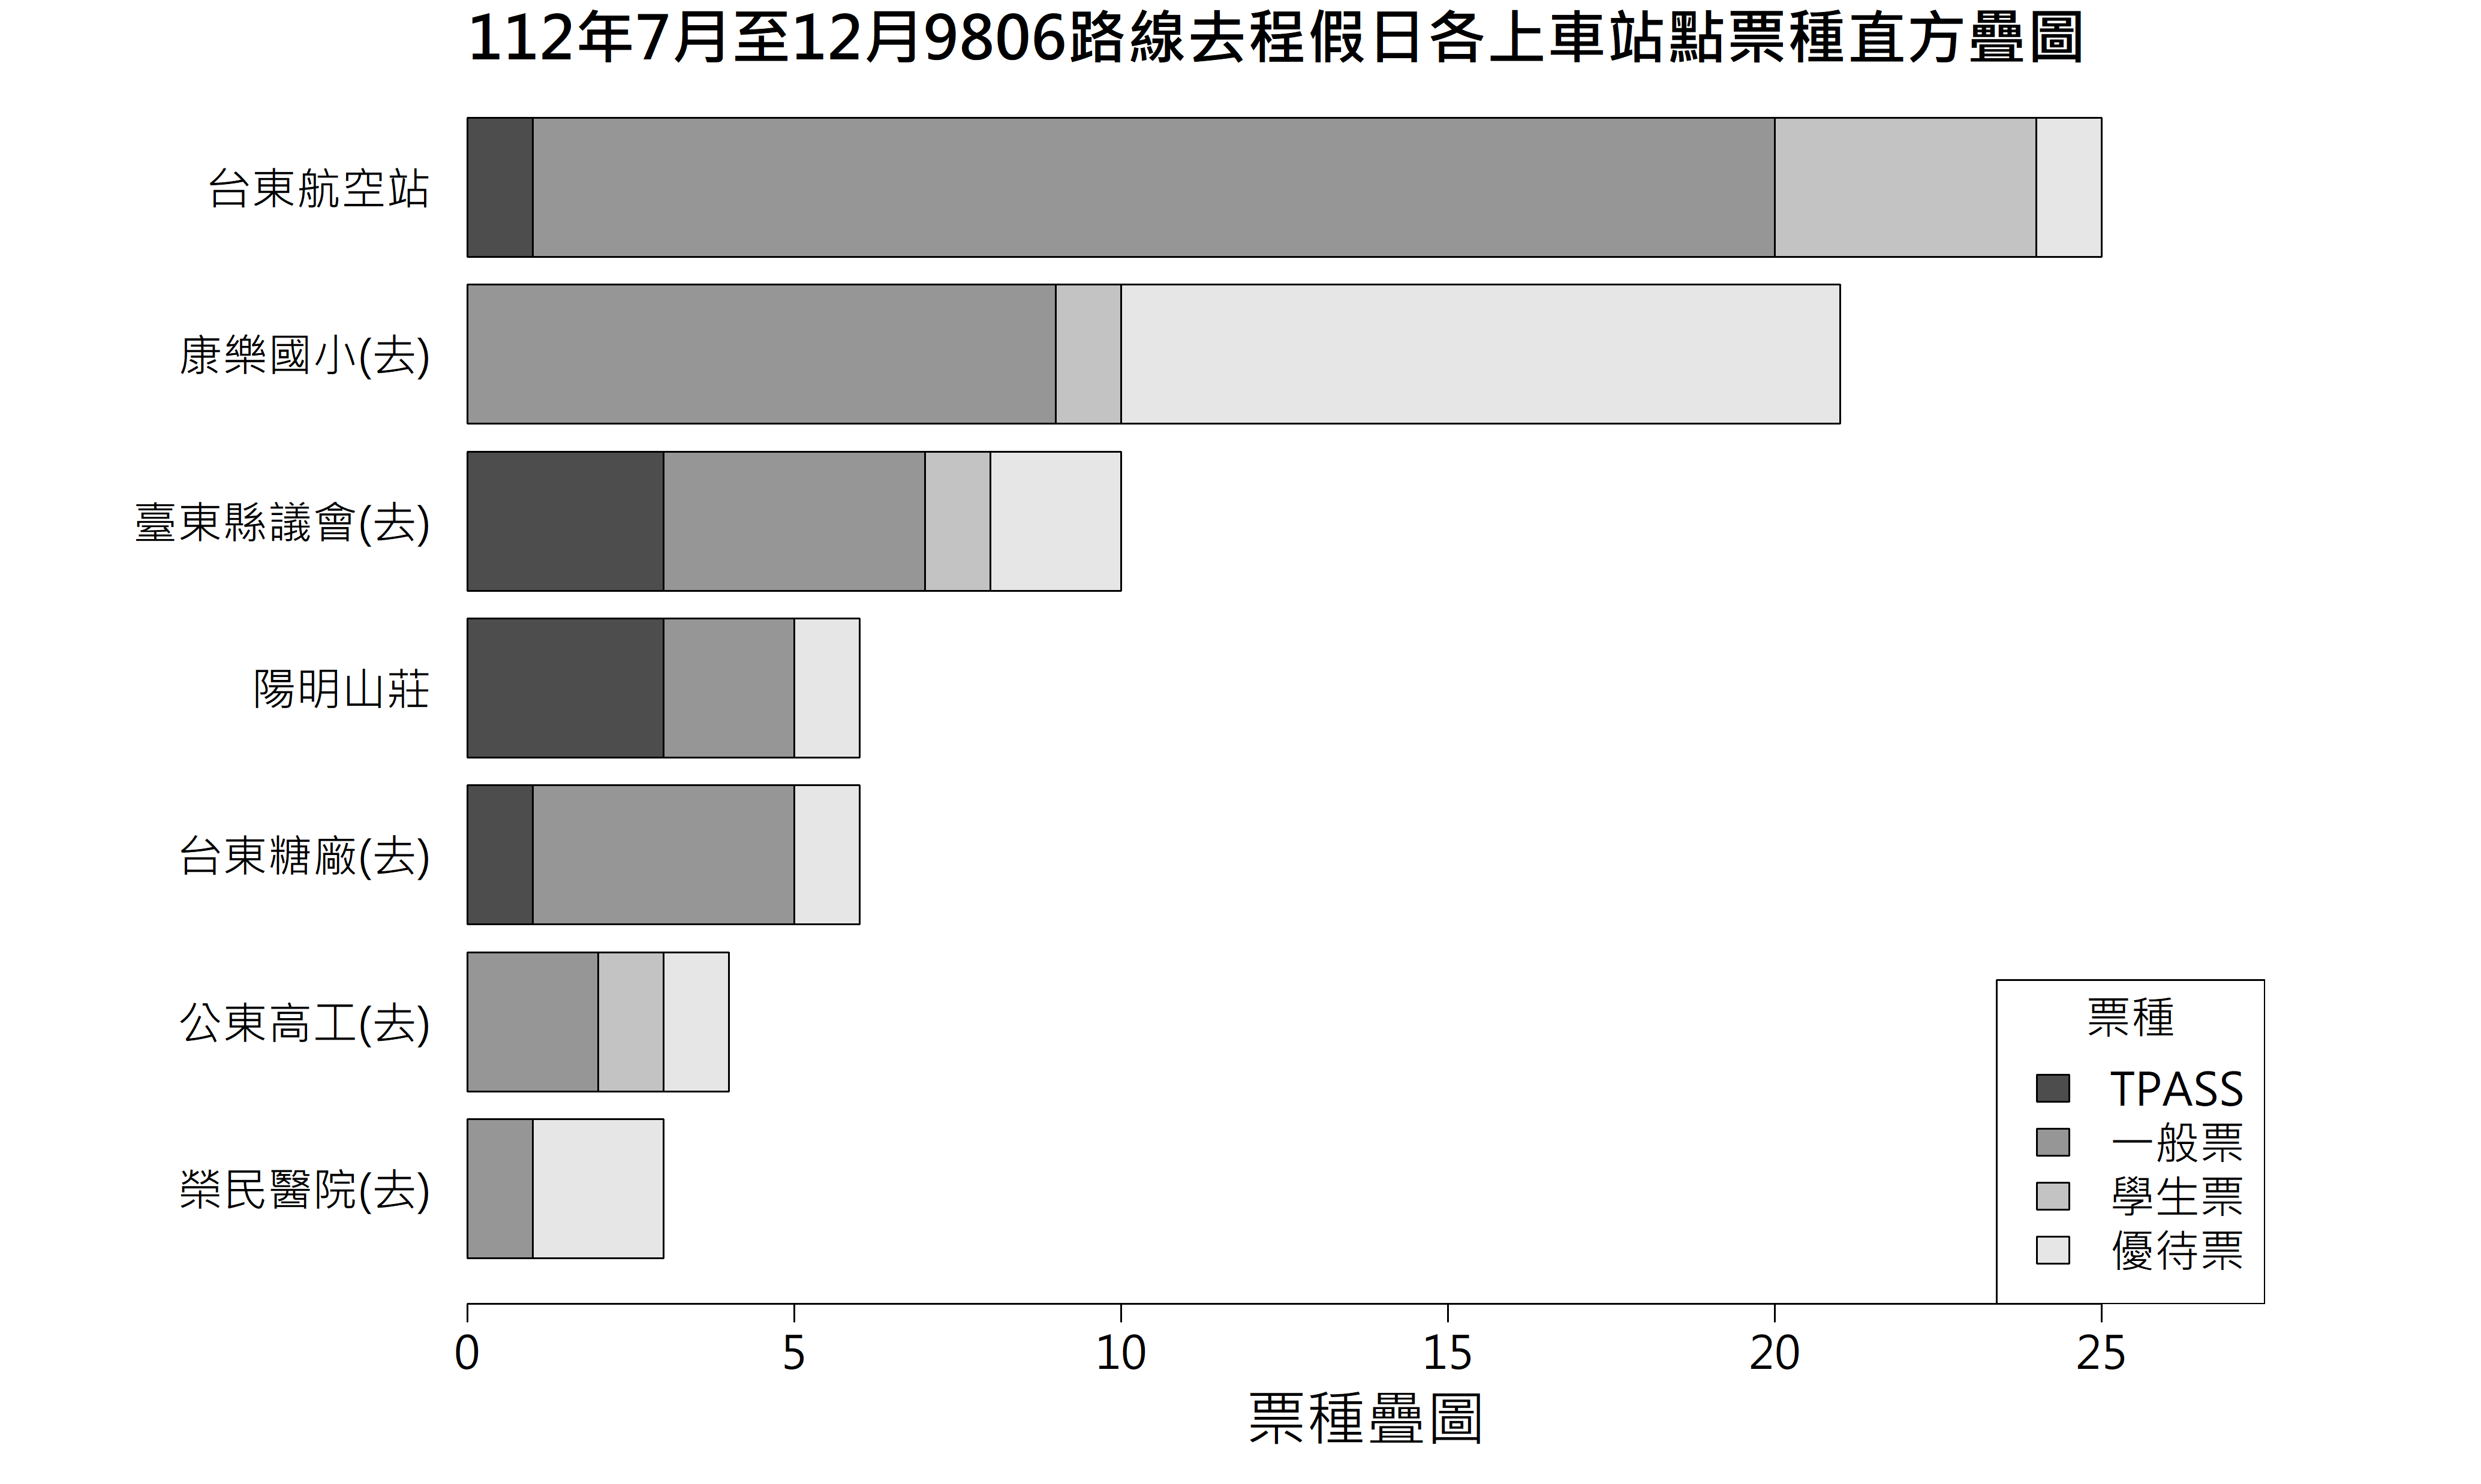 112年7月至12月9806路線去程假日各上車站點票種直方疊圖
台東航空站
康樂國小(去)
臺東縣議會(去)
陽明山莊
台東糖廠(去)
公東高工(去)
榮民醫院(去)
票種
TPASS
一般票
學生票
優待票
0 5 10 15 20 25
票種疊圖